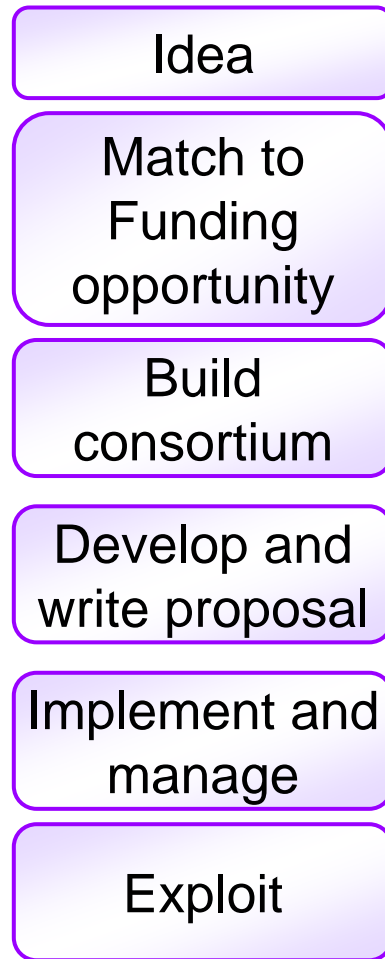 Idea
Match to
Funding
opportunity
Build
consortium
Develop and
write proposal
Implement and
manage
Exploit